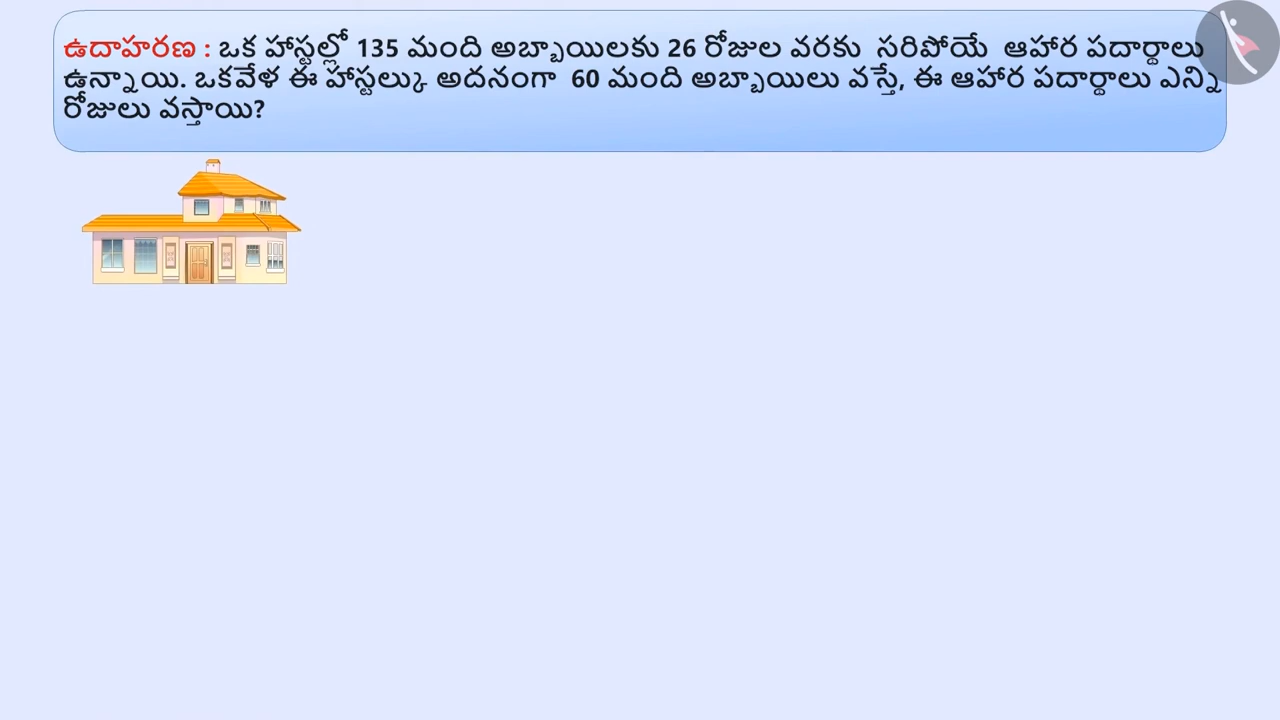 ఉదాహరణ : ఒక హాస్టల్లో 135 మంది అబ్బాయిలకు 26 రోజుల వరకు సరిపోయే ఆహార పదార్థాలు
ఉన్నాయి. ఒకవేళ ఈ హాస్టల్కు అదనంగా 60 మంది అబ్బాయిలు వస్తే, ఈ ఆహార పదార్థాలు ఎన్ని
రోజులు వస్తాయి?